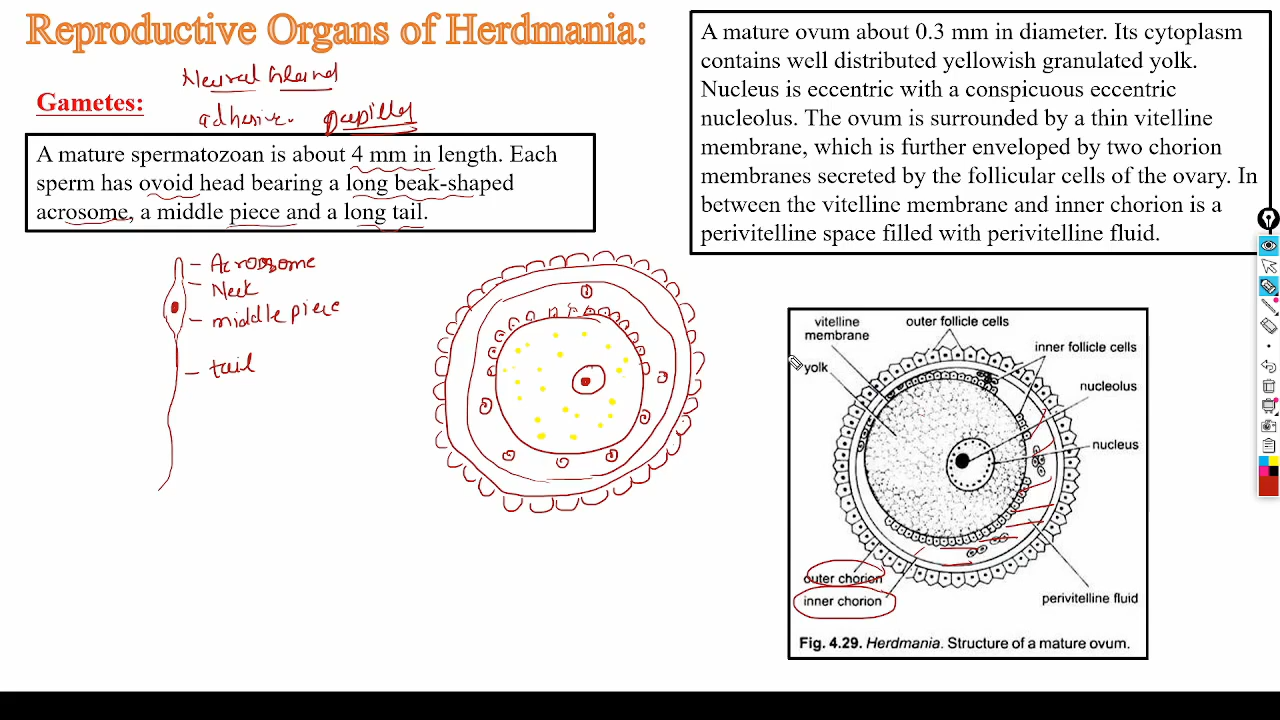 Reproductive Organs of Herdmania:
Neural Gland
Gametes:
adhesive. papilla
A mature spermatozoan is about 4 mm in length. Each
sperm has ovoid head bearing a long beak-shaped
acrosome, a middle piece and a long tail.
A mature ovum about 0.3 mm in diameter. Its cytoplasm
contains well distributed yellowish granulated yolk.
Nucleus is eccentric with a conspicuous eccentric
nucleolus. The ovum is surrounded by a thin vitelline
membrane, which is further enveloped by two chorion
membranes secreted by the follicular cells of the ovary. In
between the vitelline membrane and inner chorion is a
perivitelline space filled with perivitelline fluid.
Acrosome
Neck
middle piece
tail
vitelline
membrane
outer follicle cells
inner follicle cells
yolk
nucleolus
nucleus
outer chorion
inner chorion
perivitelline fluid
Fig. 4.29. Herdmania. Structure of a mature ovum.